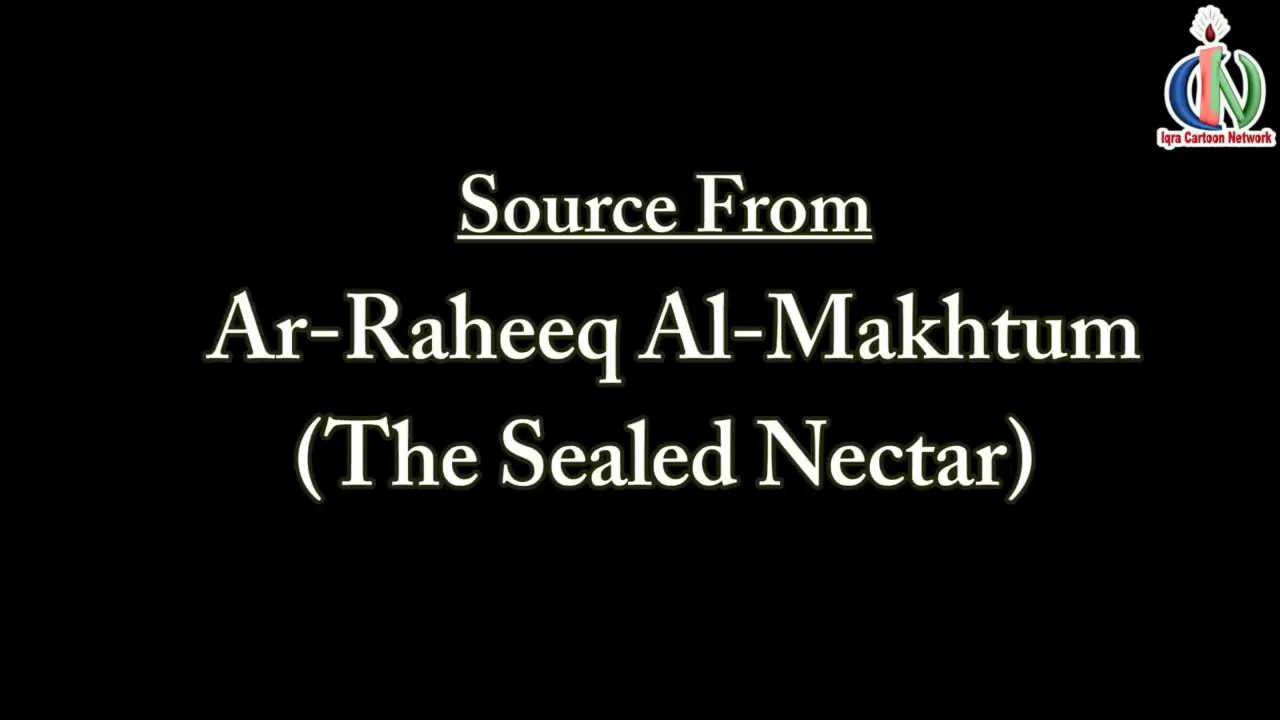 Iqra Cartoon Network
Source From
Ar-Raheeq Al-Makhtum
(The Sealed Nectar)